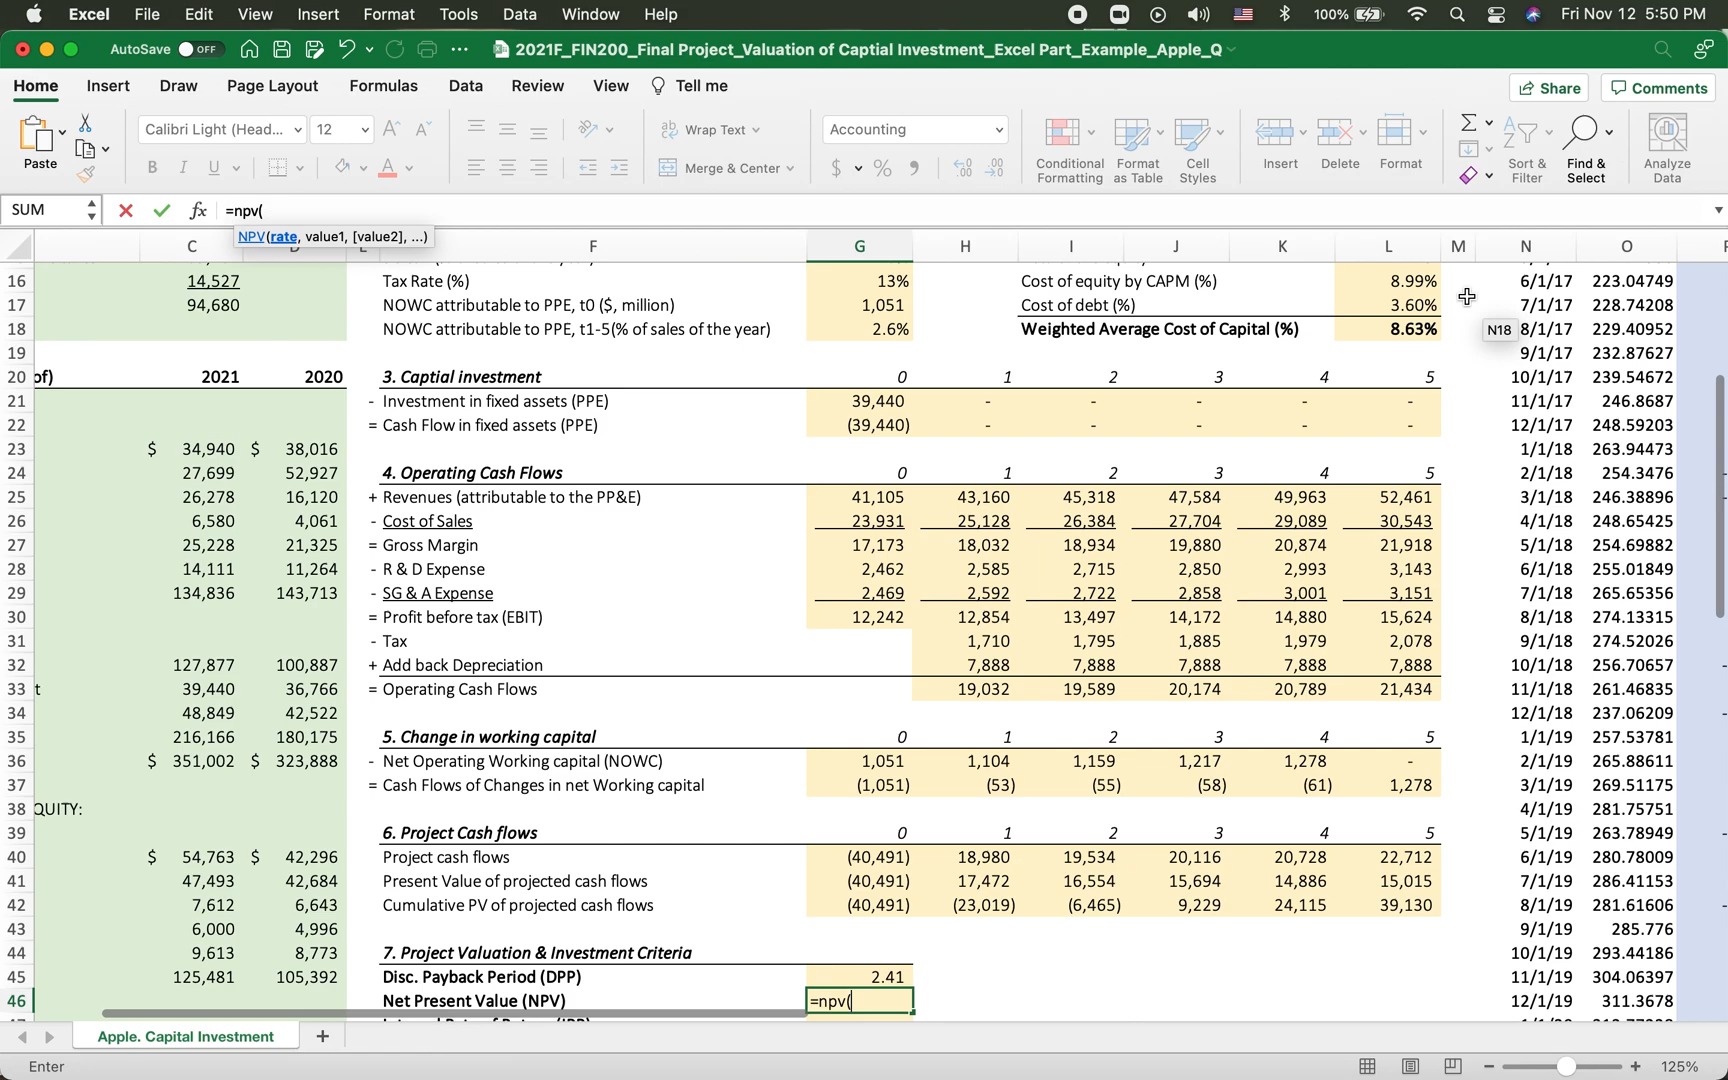 Excel File Edit View Insert Format Tools Data Window Help 100% Fri Nov 12 5:50 PM
AutoSave OFF 2021F_FIN200_Final Project_Valuation of Captial Investment_Excel Part_Example_Apple_Q
Home Insert Draw Page Layout Formulas Data Review View Tell me Share Comments
Paste Calibri Light (Head... 12 Wrap Text Accounting
B I U Merge & Center $ % Conditional Formatting Format as Table Cell Styles Insert Delete Format Sort & Filter Find & Select Analyze Data
SUM fx =npv(
NPV(rate, value1, [value2], ...)
C F G H I J K L M N O
16 14,527 Tax Rate (%) 13% Cost of equity by CAPM (%) 8.99% 6/1/17 223.04749
17 94,680 NOWC attributable to PPE, t0 ($, million) 1,051 Cost of debt (%) 3.60% 7/1/17 228.74208
18 NOWC attributable to PPE, t1-5(% of sales of the year) 2.6% Weighted Average Cost of Capital (%) 8.63% N18 8/1/17 229.40952
19 9/1/17 232.87627
20 of) 2021 2020 3. Captial investment 0 1 2 3 4 5 10/1/17 239.54672
21 - Investment in fixed assets (PPE) 39,440 - - - - - 11/1/17 246.8687
22 = Cash Flow in fixed assets (PPE) (39,440) - - - - - 12/1/17 248.59203
23 $ 34,940 $ 38,016 1/1/18 263.94473
24 27,699 52,927 4. Operating Cash Flows 0 1 2 3 4 5 2/1/18 254.3476
25 26,278 16,120 + Revenues (attributable to the PP&E) 41,105 43,160 45,318 47,584 49,963 52,461 3/1/18 246.38896
26 6,580 4,061 - Cost of Sales 23,931 25,128 26,384 27,704 29,089 30,543 4/1/18 248.65425
27 25,228 21,325 = Gross Margin 17,173 18,032 18,934 19,880 20,874 21,918 5/1/18 254.69882
28 14,111 11,264 - R & D Expense 2,462 2,585 2,715 2,850 2,993 3,143 6/1/18 255.01849
29 134,836 143,713 - SG & A Expense 2,469 2,592 2,722 2,858 3,001 3,151 7/1/18 265.65356
30 = Profit before tax (EBIT) 12,242 12,854 13,497 14,172 14,880 15,624 8/1/18 274.13315
31 - Tax 1,710 1,795 1,885 1,979 2,078 9/1/18 274.52026
32 127,877 100,887 + Add back Depreciation 7,888 7,888 7,888 7,888 7,888 10/1/18 256.70657
33 t 39,440 36,766 = Operating Cash Flows 19,032 19,589 20,174 20,789 21,434 11/1/18 261.46835
34 48,849 42,522 12/1/18 237.06209
35 216,166 180,175 5. Change in working capital 0 1 2 3 4 5 1/1/19 257.53781
36 $ 351,002 $ 323,888 - Net Operating Working capital (NOWC) 1,051 1,104 1,159 1,217 1,278 - 2/1/19 265.88611
37 = Cash Flows of Changes in net Working capital (1,051) (53) (55) (58) (61) 1,278 3/1/19 269.51175
38 QUITY: 4/1/19 281.75751
39 6. Project Cash flows 0 1 2 3 4 5 5/1/19 263.78949
40 $ 54,763 $ 42,296 Project cash flows (40,491) 18,980 19,534 20,116 20,728 22,712 6/1/19 280.78009
41 47,493 42,684 Present Value of projected cash flows (40,491) 17,472 16,554 15,694 14,886 15,015 7/1/19 286.41153
42 7,612 6,643 Cumulative PV of projected cash flows (40,491) (23,019) (6,465) 9,229 24,115 39,130 8/1/19 281.61606
43 6,000 4,996 9/1/19 285.776
44 9,613 8,773 7. Project Valuation & Investment Criteria 10/1/19 293.44186
45 125,481 105,392 Disc. Payback Period (DPP) 2.41 11/1/19 304.06397
46 Net Present Value (NPV) =npv( 12/1/19 311.3678
Apple. Capital Investment +
Enter 125%